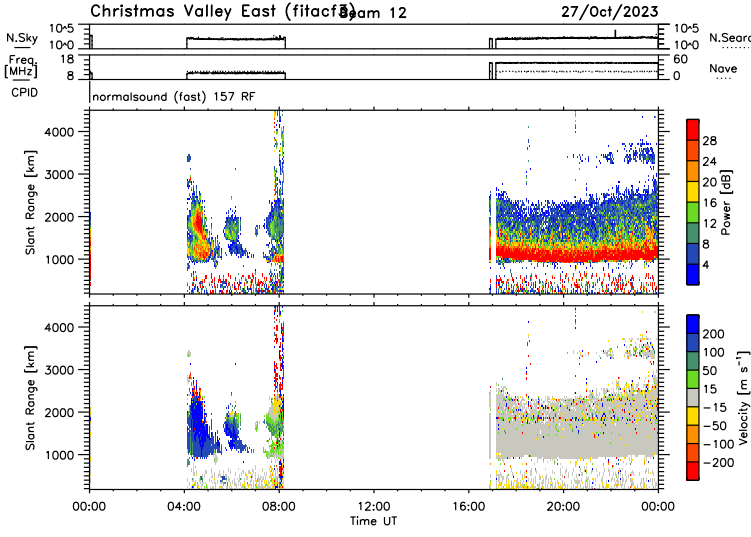 Christmas Valley East (fitacf3) Beam 12 27/Oct/2023
N.Sky 10^5 10^0 10^5 10^0 N.Search
Freq. [MHz] 18 8 60 0 Nave
CPID normalsound (fast) 157 RF
Slant Range [km] 4000 3000 2000 1000
28 24 20 16 12 8 4 Power [dB]
Slant Range [km] 4000 3000 2000 1000
200 100 50 15 -15 -50 -100 -200 Velocity [m s⁻¹]
00:00 04:00 08:00 12:00 16:00 20:00 00:00
Time UT